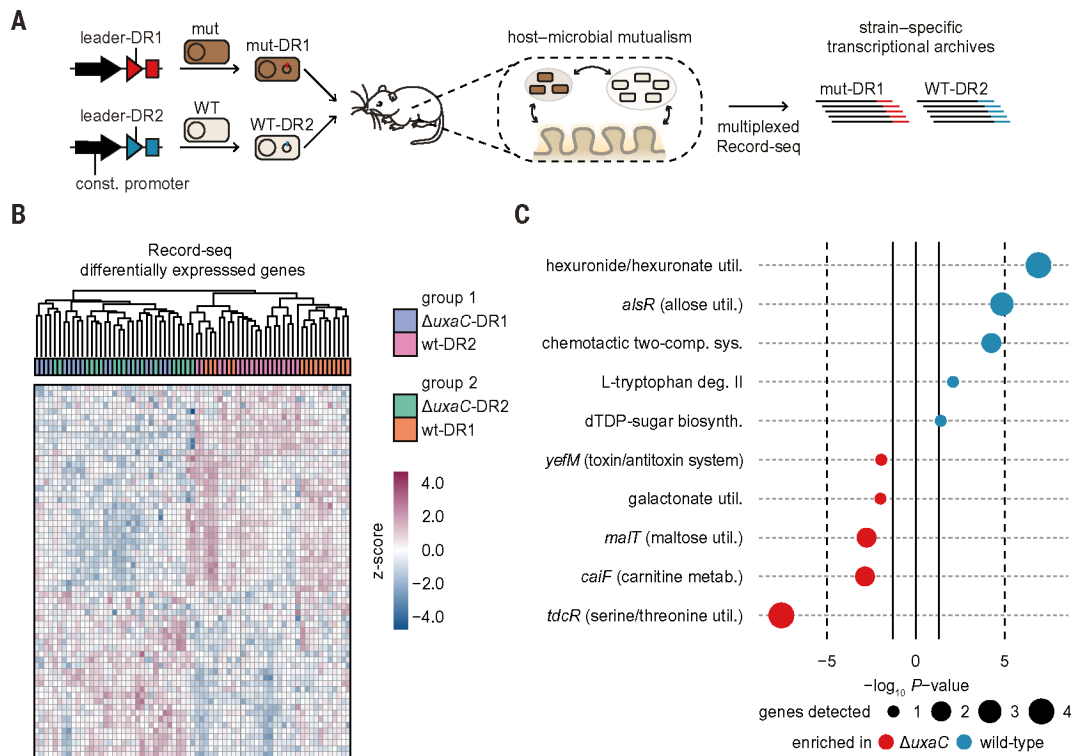 A
leader-DR1
mut
mut-DR1
leader-DR2
WT
WT-DR2
const. promoter
host–microbial mutualism
multiplexed
Record-seq
strain-specific
transcriptional archives
mut-DR1
WT-DR2
B
Record-seq
differentially expresssed genes
group 1
ΔuxaC-DR1
wt-DR2
group 2
ΔuxaC-DR2
wt-DR1
4.0
2.0
0.0
−2.0
−4.0
z-score
C
hexuronide/hexuronate util.
alsR (allose util.)
chemotactic two-comp. sys.
L-tryptophan deg. II
dTDP-sugar biosynth.
yefM (toxin/antitoxin system)
galactonate util.
malT (maltose util.)
caiF (carnitine metab.)
tdcR (serine/threonine util.)
-5 0 5
−log10 P–value
genes detected 1 2 3 4
enriched in ΔuxaC wild-type